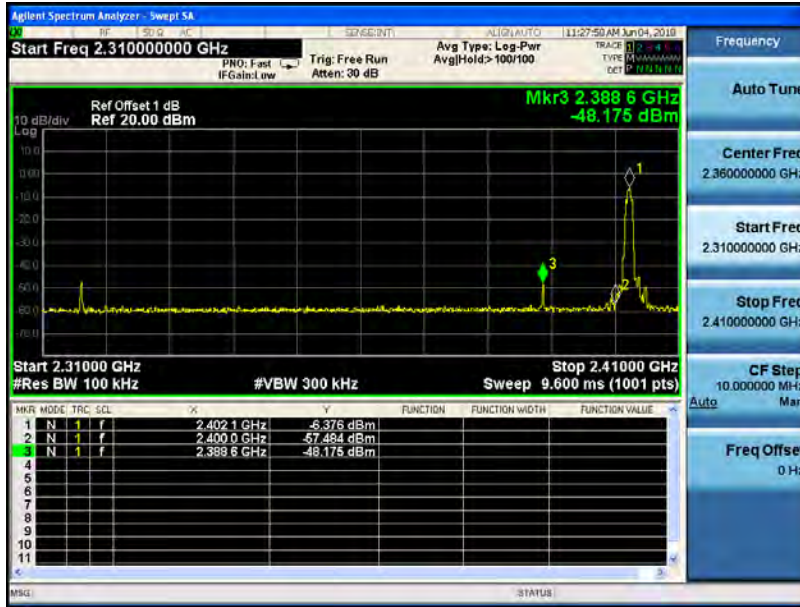 Agilent Spectrum Analyzer - Swept SA
RF 50 Ω AC SENSE:INT ALIGNAUTO 11:27:50 AM Jun 04, 2018
Start Freq 2.310000000 GHz
PNO: Fast Trig: Free Run Avg Type: Log-Pwr TRACE 1 2 3 4 5 6
IFGain:Low Atten: 30 dB Avg|Hold:>100/100 TYPE M
DET P N N N N N
Frequency
Auto Tune
Center Freq
2.360000000 GHz
Start Freq
2.310000000 GHz
Stop Freq
2.410000000 GHz
CF Step
10.000000 MHz
Auto Man
Freq Offset
0 Hz
Mkr3 2.388 6 GHz
-48.175 dBm
Ref Offset 1 dB
10 dB/div Ref 20.00 dBm
Log
10.0
0.00
-10.0
-20.0
-30.0
-40.0
-50.0
-60.0
-70.0
1
3
2
Start 2.31000 GHz Stop 2.41000 GHz
#Res BW 100 kHz #VBW 300 kHz Sweep 9.600 ms (1001 pts)
MKR MODE TRC SCL X Y FUNCTION FUNCTION WIDTH FUNCTION VALUE
1 N 1 f 2.402 1 GHz -6.376 dBm
2 N 1 f 2.400 0 GHz -57.484 dBm
3 N 1 f 2.388 6 GHz -48.175 dBm
4
5
6
7
8
9
10
11
MSG STATUS